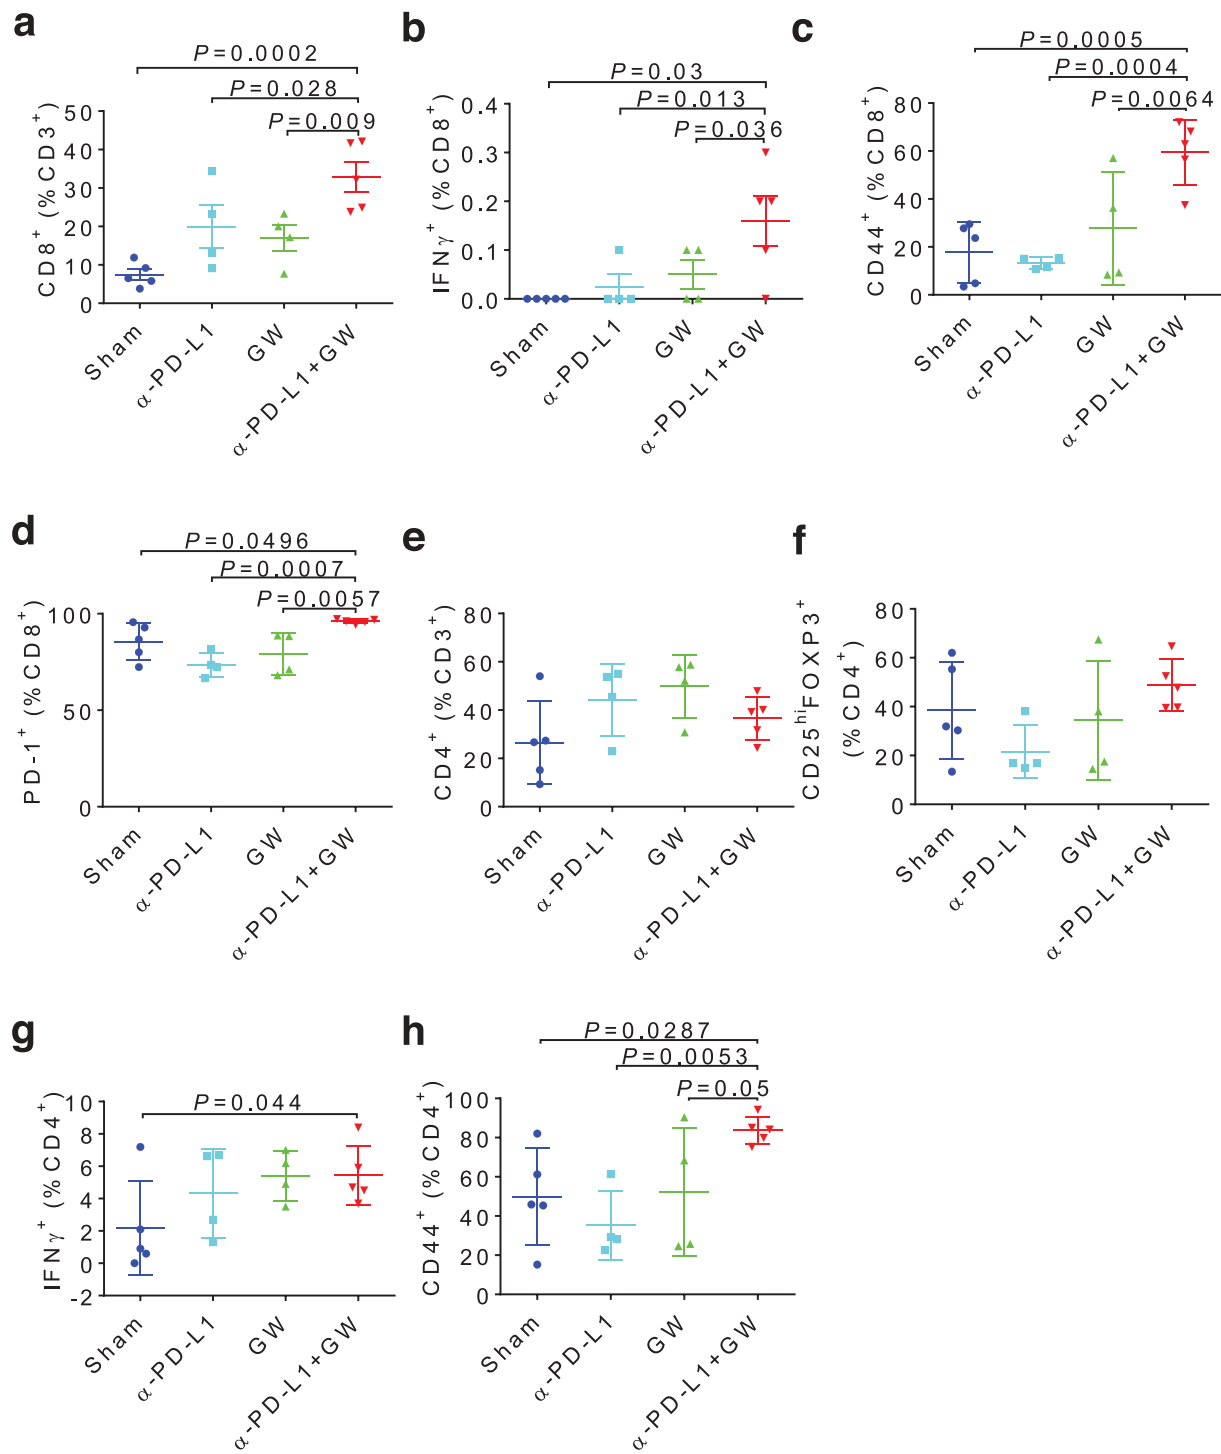 a
P=0.0002
P=0.028
P=0.009
CD8+ (%CD3+)
50
40
30
20
10
0
Sham
α-PD-L1
GW
α-PD-L1+GW
b
P=0.03
P=0.013
P=0.036
IFNγ+ (%CD8+)
0.4
0.3
0.2
0.1
0.0
Sham
α-PD-L1
GW
α-PD-L1+GW
c
P=0.0005
P=0.0004
P=0.0064
CD44+ (%CD8+)
80
60
40
20
0
Sham
α-PD-L1
GW
α-PD-L1+GW
d
P=0.0496
P=0.0007
P=0.0057
PD-1+ (%CD8+)
100
50
0
Sham
α-PD-L1
GW
α-PD-L1+GW
e
CD4+ (%CD3+)
80
60
40
20
0
Sham
α-PD-L1
GW
α-PD-L1+GW
f
CD25hiFOXP3+
(%CD4+)
80
60
40
20
0
Sham
α-PD-L1
GW
α-PD-L1+GW
g
P=0.044
IFNγ+ (%CD4+)
10
8
6
4
2
0
-2
Sham
α-PD-L1
GW
α-PD-L1+GW
h
P=0.0287
P=0.0053
P=0.05
CD44+ (%CD4+)
100
80
60
40
20
0
Sham
α-PD-L1
GW
α-PD-L1+GW